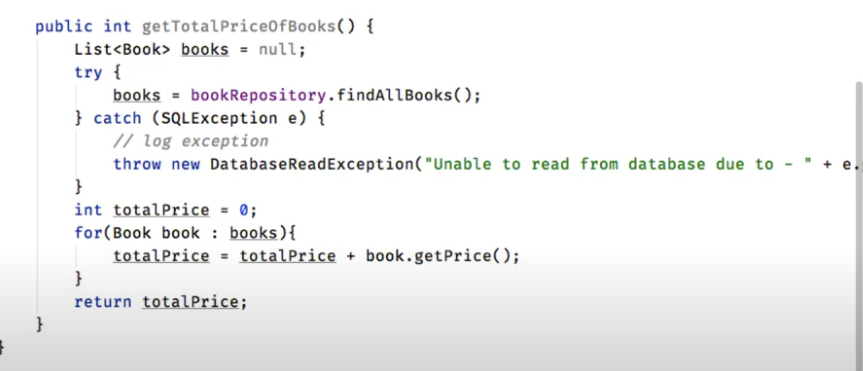 public int getTotalPriceOfBooks() {
List<Book> books = null;
try {
books = bookRepository.findAllBooks();
} catch (SQLException e) {
// log exception
throw new DatabaseReadException("Unable to read from database due to - " + e.
}
int totalPrice = 0;
for(Book book : books){
totalPrice = totalPrice + book.getPrice();
}
return totalPrice;
}
}